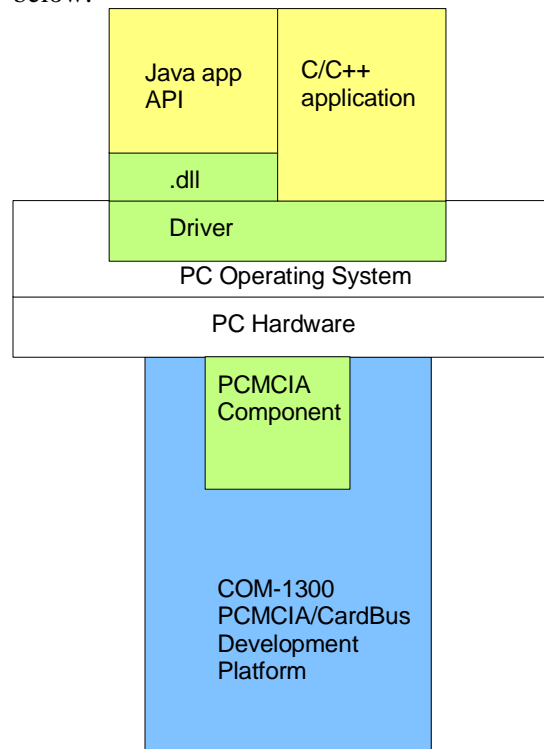 below.
Java app
API
C/C++
application
.dll
Driver
PC Operating System
PC Hardware
PCMCIA
Component
COM-1300
PCMCIA/CardBus
Development
Platform